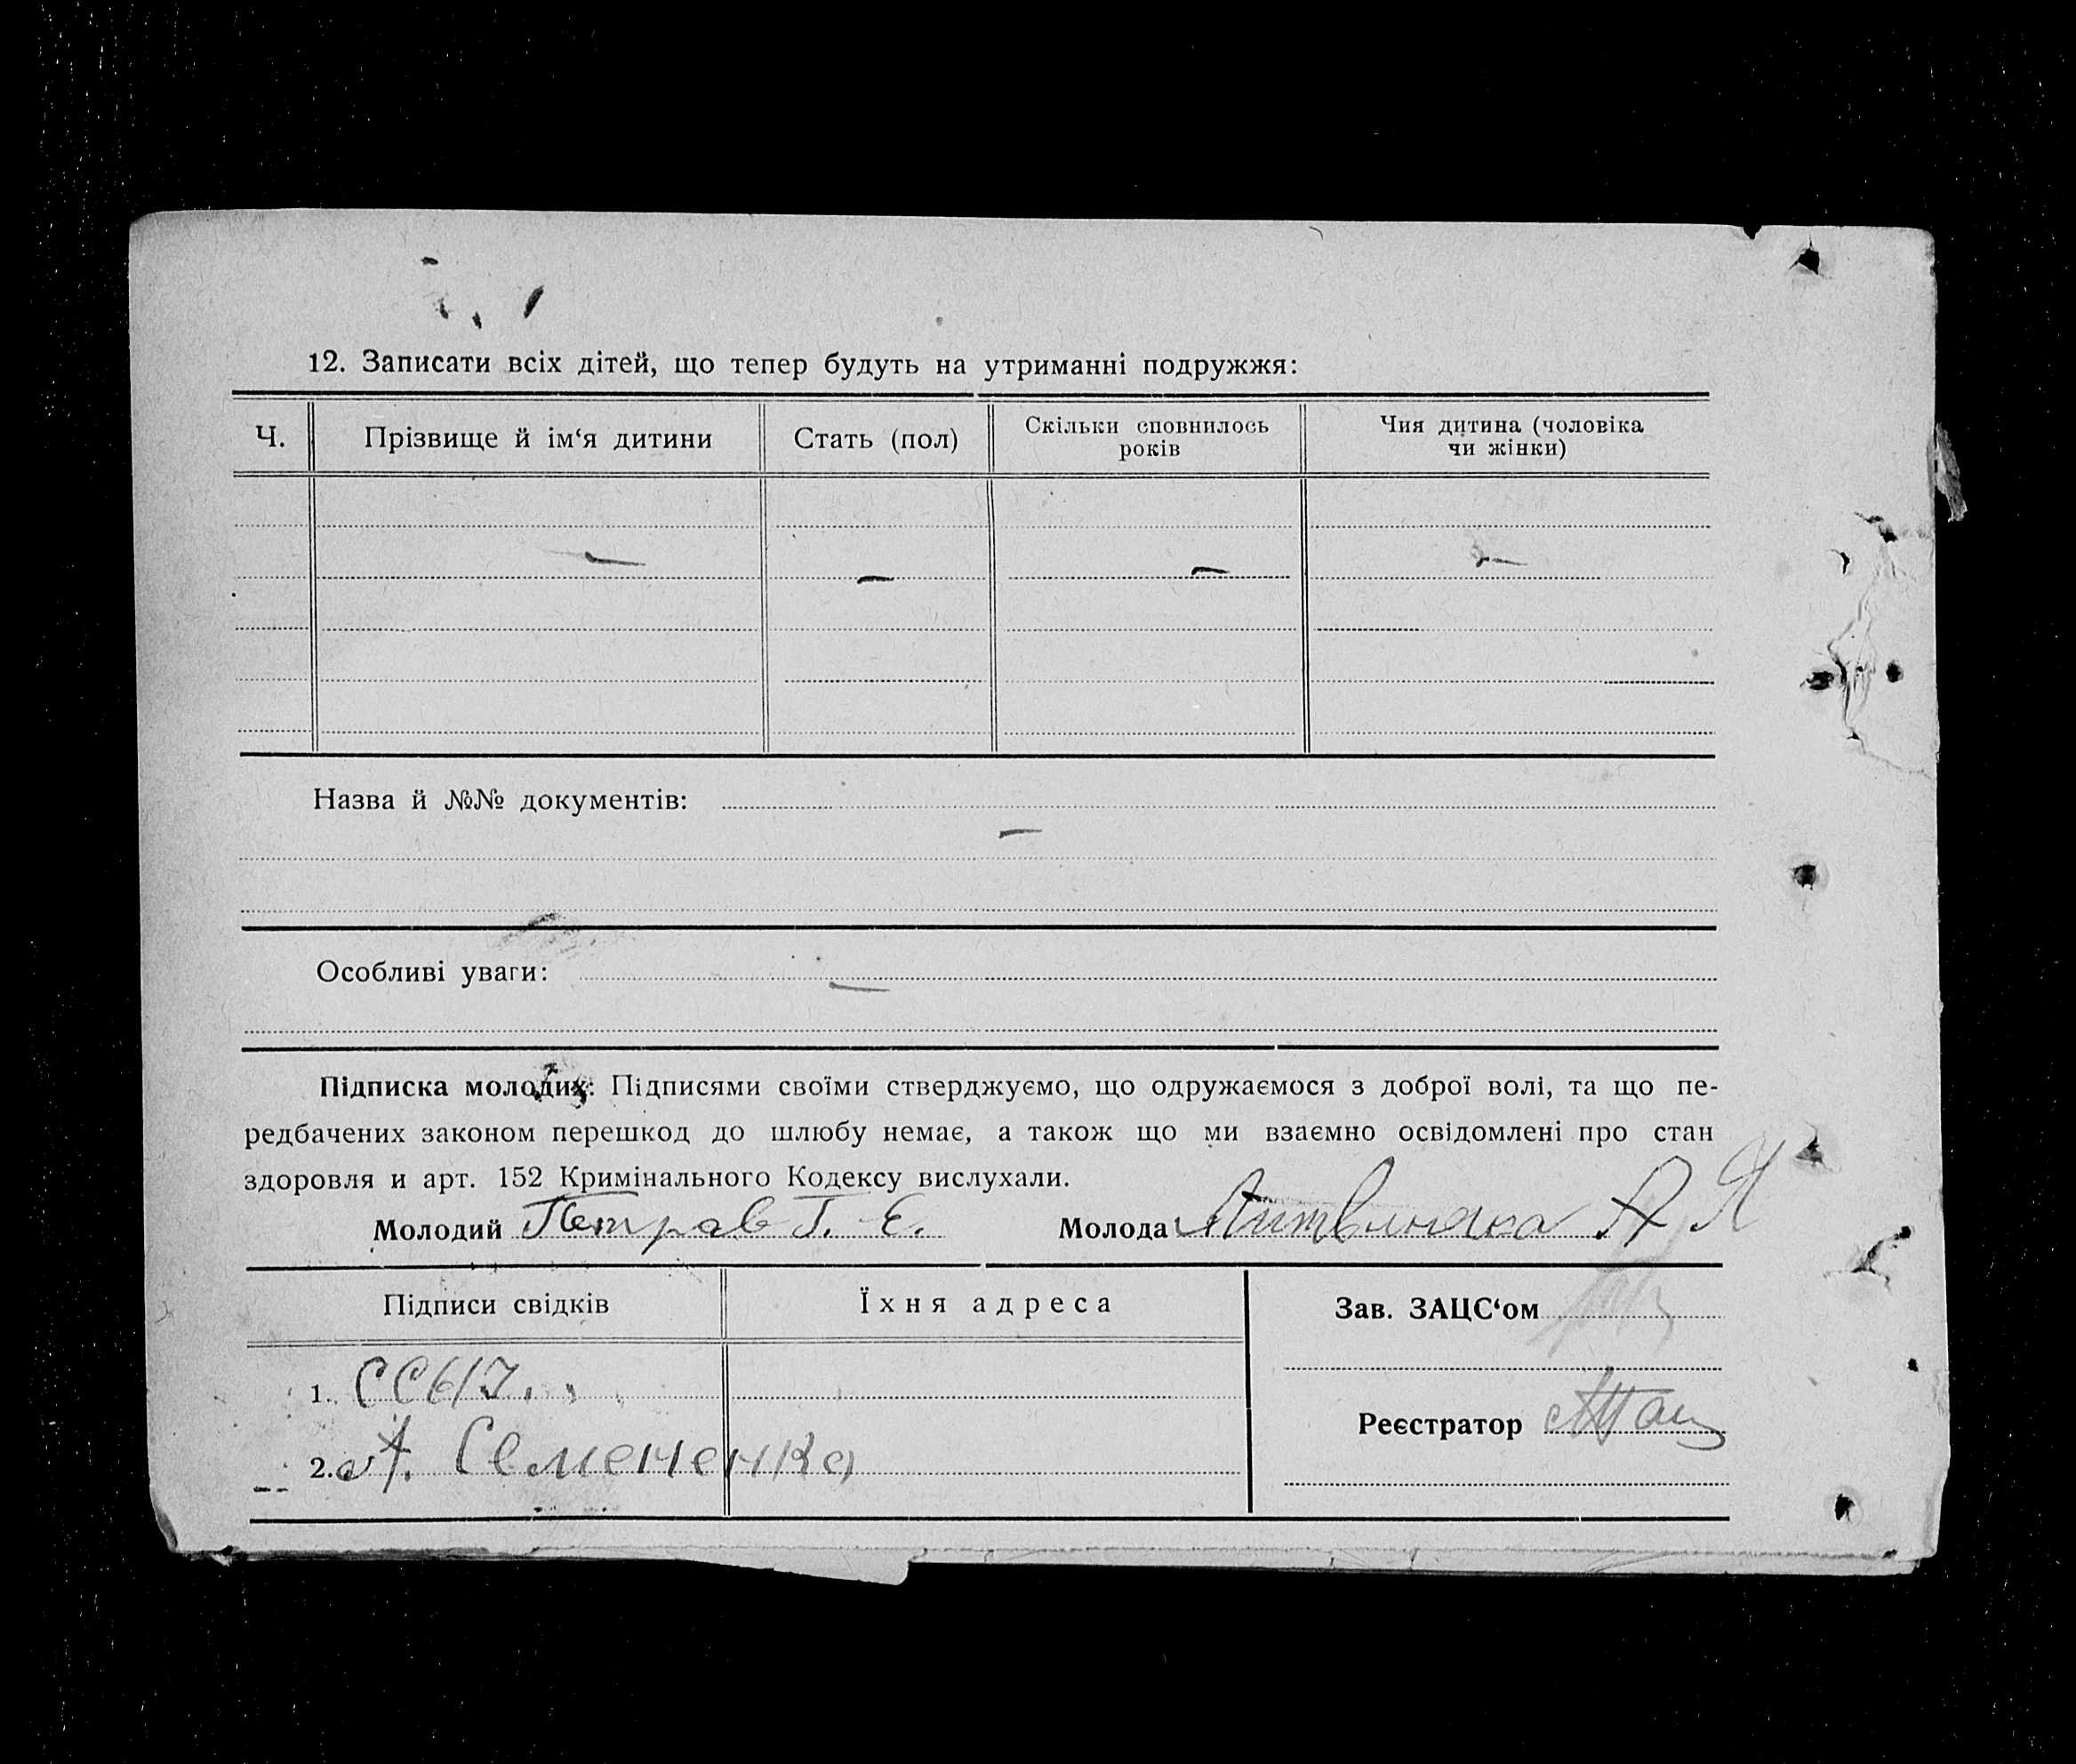 12. Записати всіх дітей, що тепер будуть на утриманні подружжя:
Ч. Прізвище й ім‘я дитини Стать (пол) Скільки сповнилось років Чия дитина (чоловіка чи жінки)
— — — —
Назва й №№ документів:
—
Особливі уваги: —
Підписка молодих: Підписями своїми стверджуємо, що одружаємося з доброї волі, та що пе-
редбачених законом перешкод до шлюбу немає, а також що ми взаємно освідомлені про стан
здоровля и арт. 152 Кримінального Кодексу вислухали.
Молодий Петров Г. Е. Молода А Я
Підписи свідків Їхня адреса Зав. ЗАЦС‘ом
1.
Реєстратор
2. А. Семененко